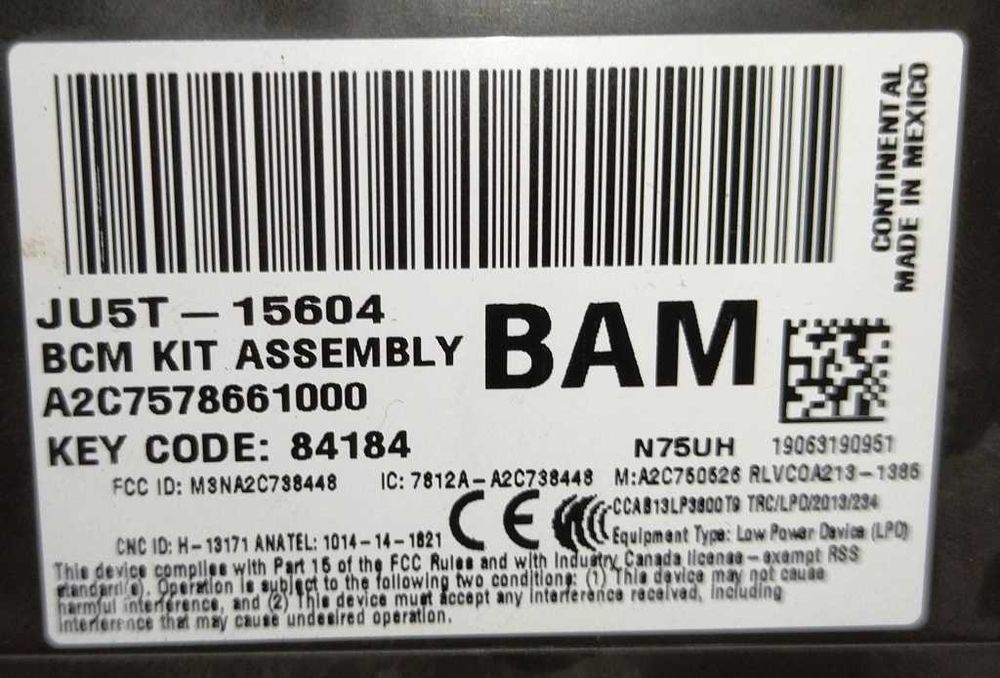 CONTINENTAL
MADE IN MEXICO
JU5T — 15604 BAM
BCM KIT ASSEMBLY
A2C7578661000
KEY CODE: 84184 N75UH 19063190951
FCC ID: M3NA2C738448 IC: 7812A-A2C738448 M:A2C750526 RLVCOA213-1386
CCAB13LP3800T9 TRC/LPD/2013/234
Equipment Type: Low Power Device (LPD)
CNC ID: H-13171 ANATEL: 1014-14-1821 CE
This device complies with Part 15 of the FCC Rules and with Industry Canada license-exempt RSS
standard(s). Operation is subject to the following two conditions: (1) This device may not cause
harmful interference, and (2) This device must accept any interference received, including
interference that may cause undesired operation.